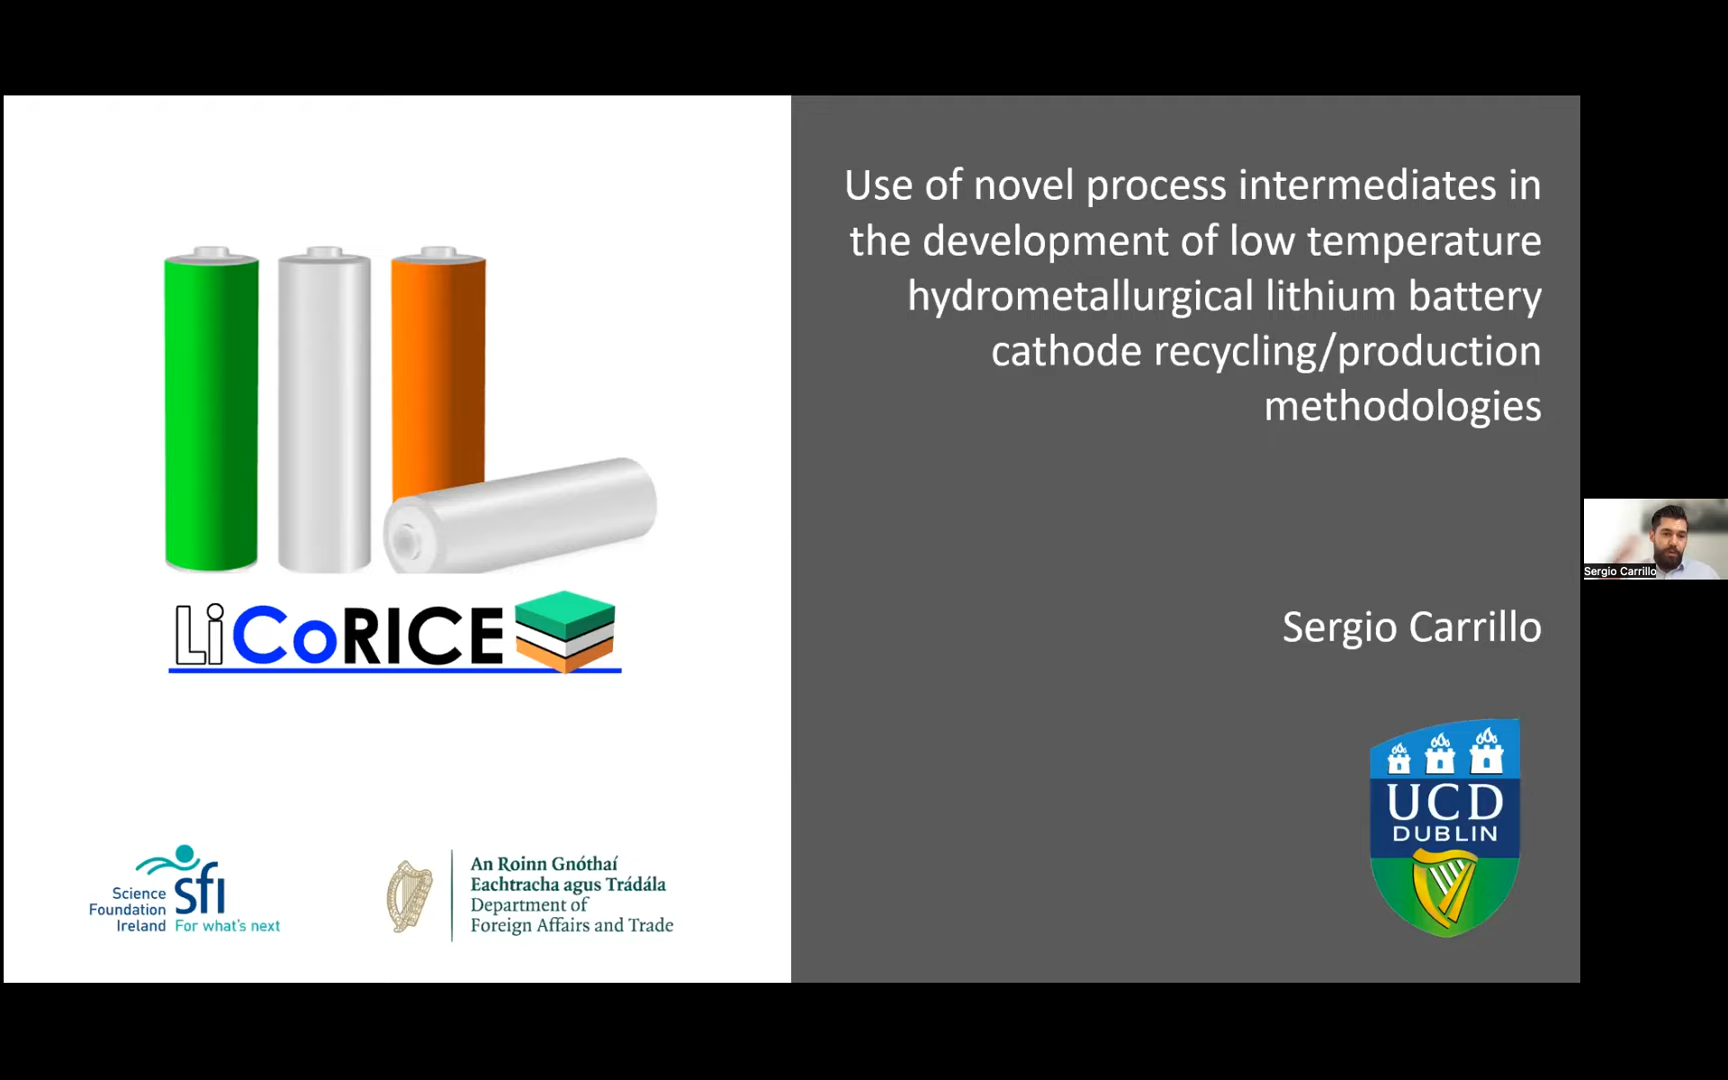 Use of novel process intermediates in
the development of low temperature
hydrometallurgical lithium battery
cathode recycling/production
methodologies
Sergio Carrillo
LiCoRICE
Science
Foundation
Ireland
sfi
For what's next
An Roinn Gnóthaí
Eachtracha agus Trádála
Department of
Foreign Affairs and Trade
UCD
DUBLIN
Sergio Carrillo